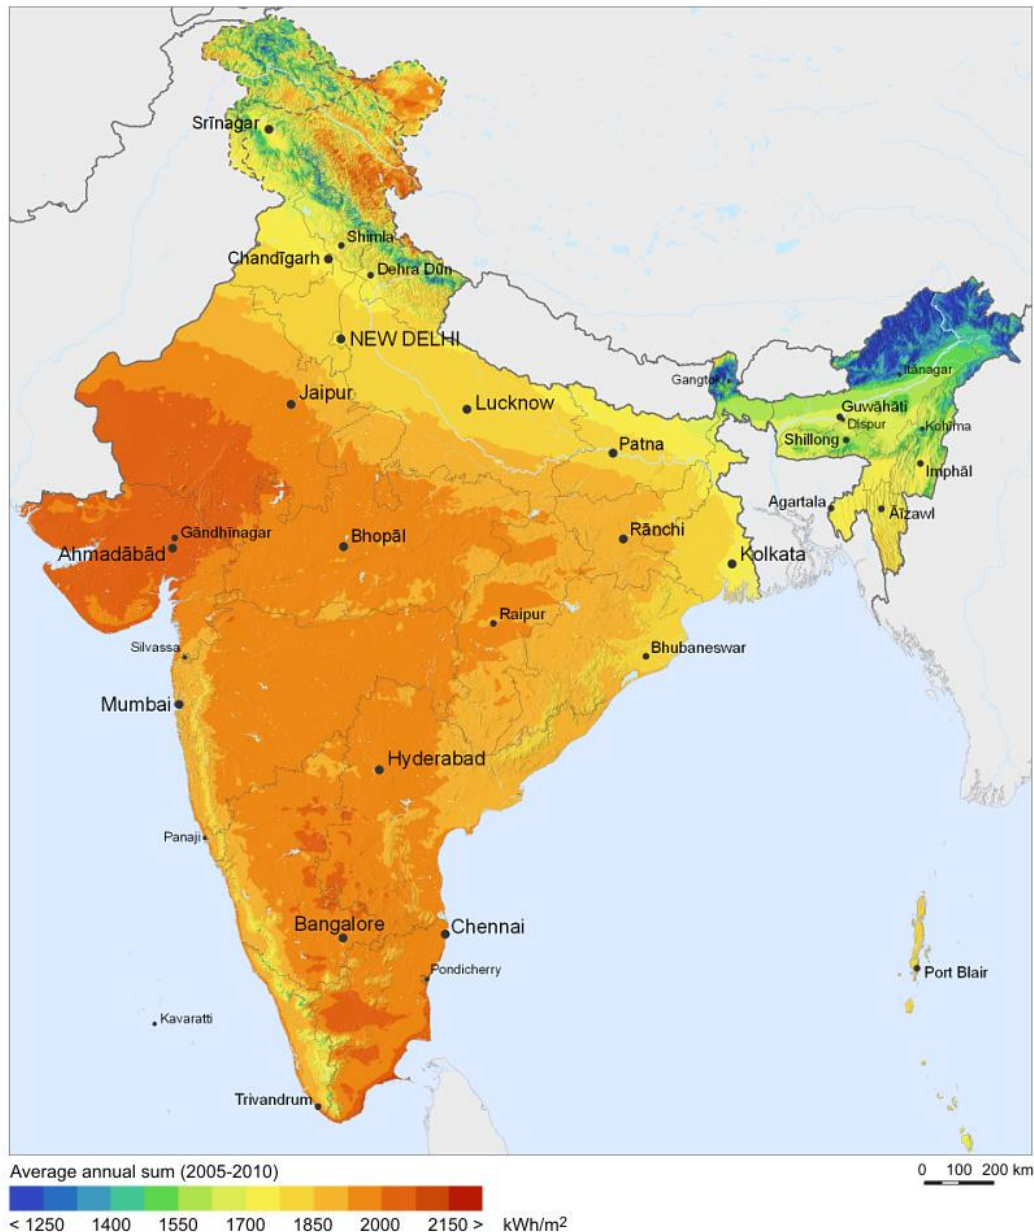 Srīnagar
Shimla
Chandīgarh
Dehra Dūn
NEW DELHI
Jaipur
Lucknow
Gangtok
Itānagar
Guwāhāti
Dispur
Kohima
Shillong
Patna
Imphāl
Agartala
Āīzawl
Gāndhīnagar
Ahmadābād
Bhopāl
Rānchi
Kolkata
Raipur
Silvassa
Bhubaneswar
Mumbai
Hyderabad
Panaji
Bangalore
Chennai
Pondicherry
Port Blair
Kavaratti
Trivandrum
Average annual sum (2005-2010)
0 100 200 km
< 1250 1400 1550 1700 1850 2000 2150 > kWh/m²